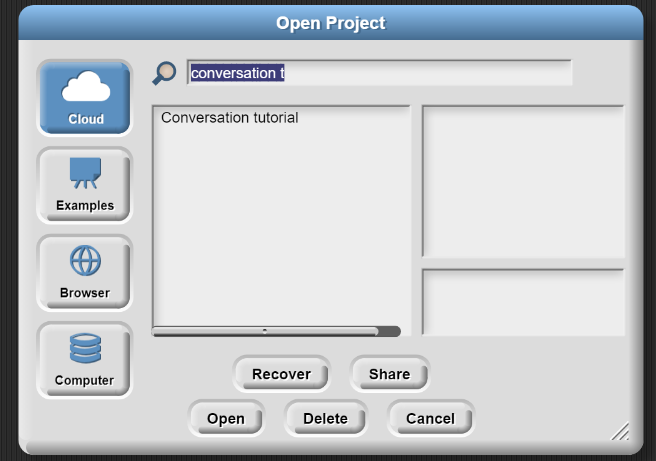 Open Project
conversation t
Cloud
Conversation tutorial
Examples
Browser
Computer
Recover
Share
Open
Delete
Cancel